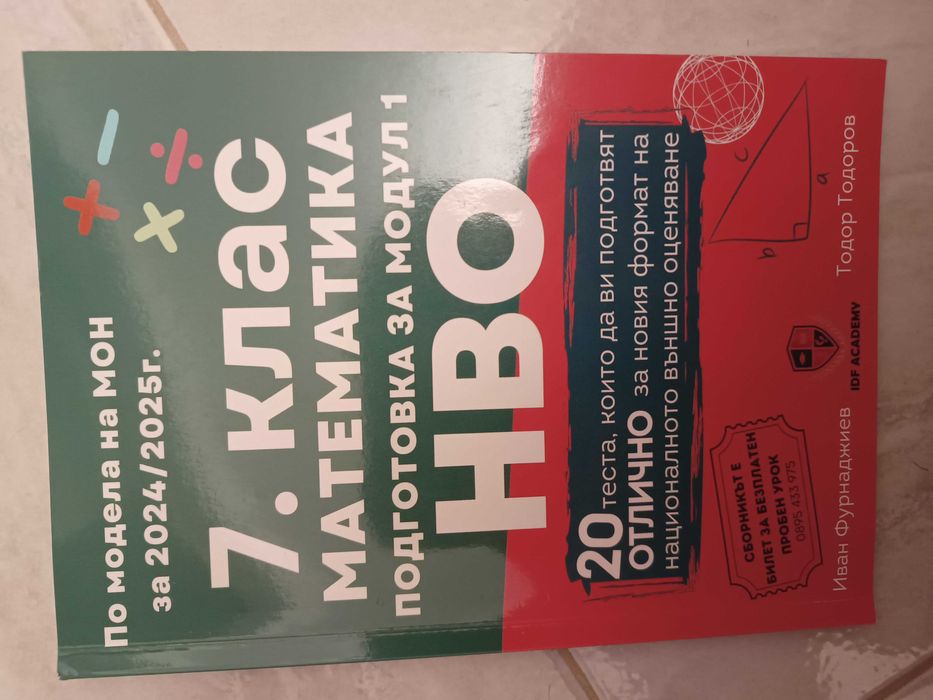 По модела на МОН
за 2024/2025г.
7. клас
МАТЕМАТИКА
ПОДГОТОВКА ЗА МОДУЛ 1
НВО
20 теста, които да ви подготвят
ОТЛИЧНО за новия формат на
националното външно оценяване
c
a
b
СБОРНИКЪТ Е
БИЛЕТ ЗА БЕЗПЛАТЕН
ПРОБЕН УРОК
0895 433 975
IDF ACADEMY
Иван Фурнаджиев
Тодор Тодоров